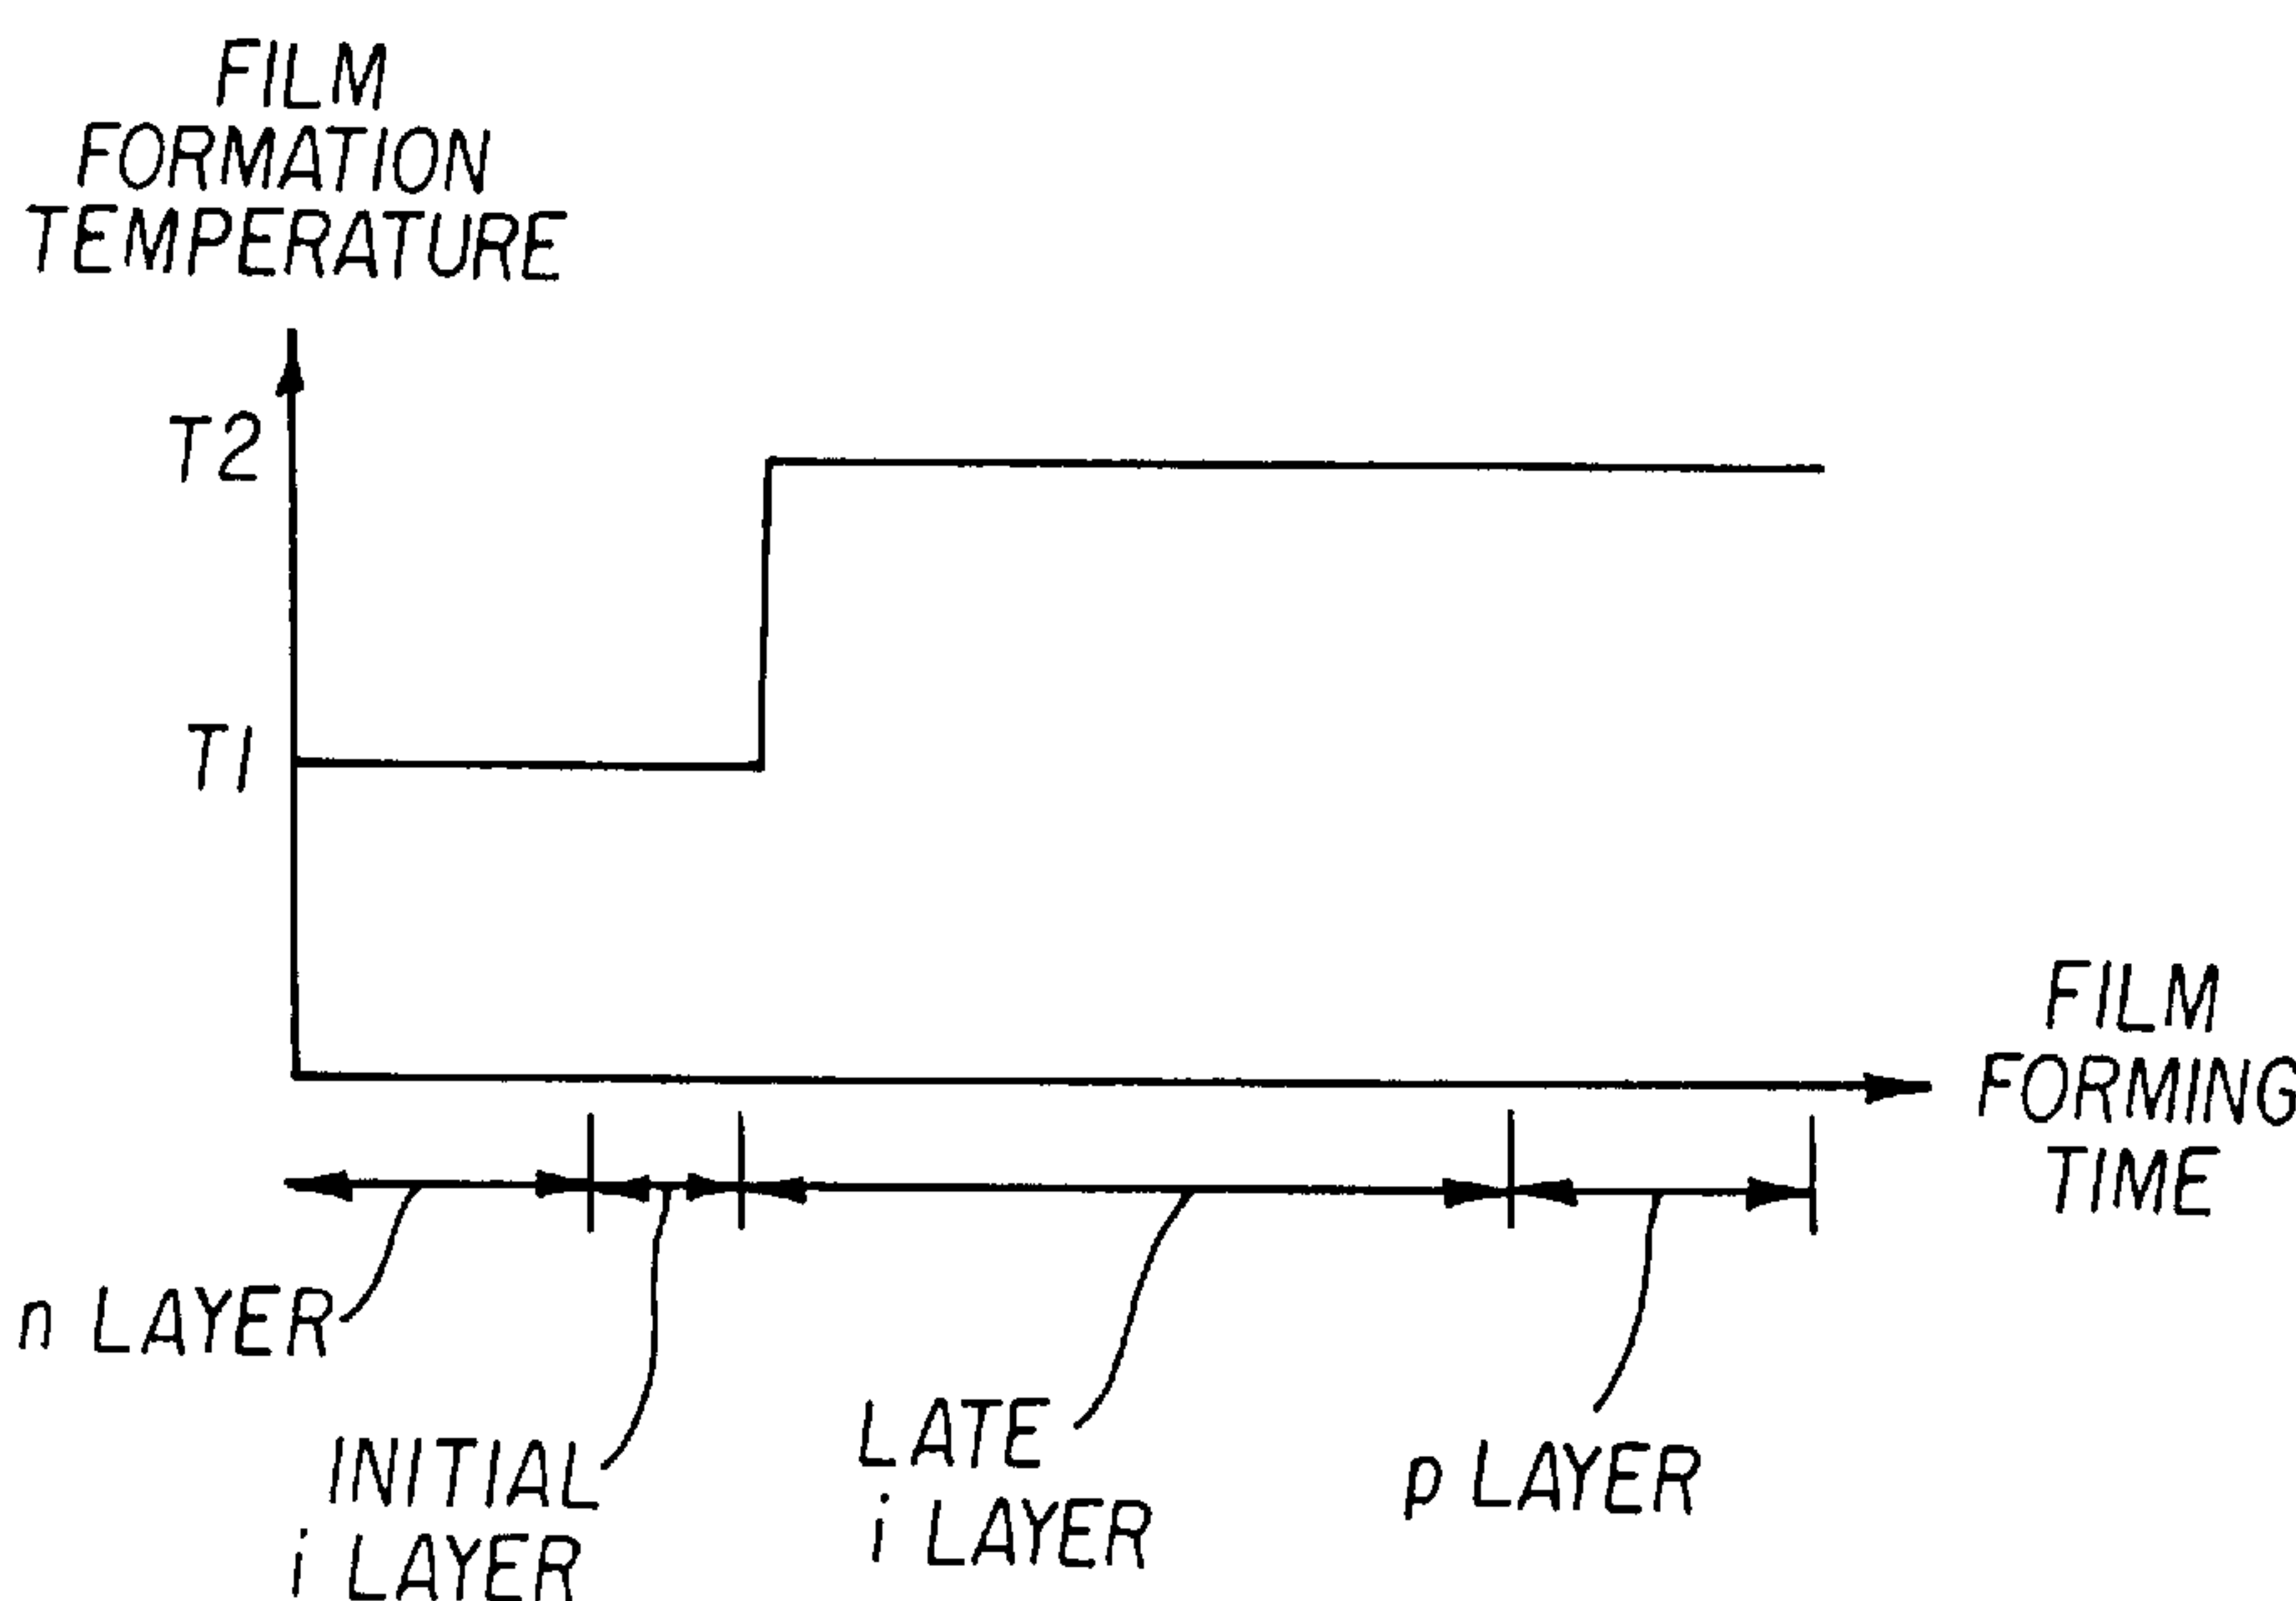 FILM
FORMATION
TEMPERATURE
T2
T1
FILM
FORMING
TIME
n LAYER
INITIAL
i LAYER
LATE
i LAYER
p LAYER